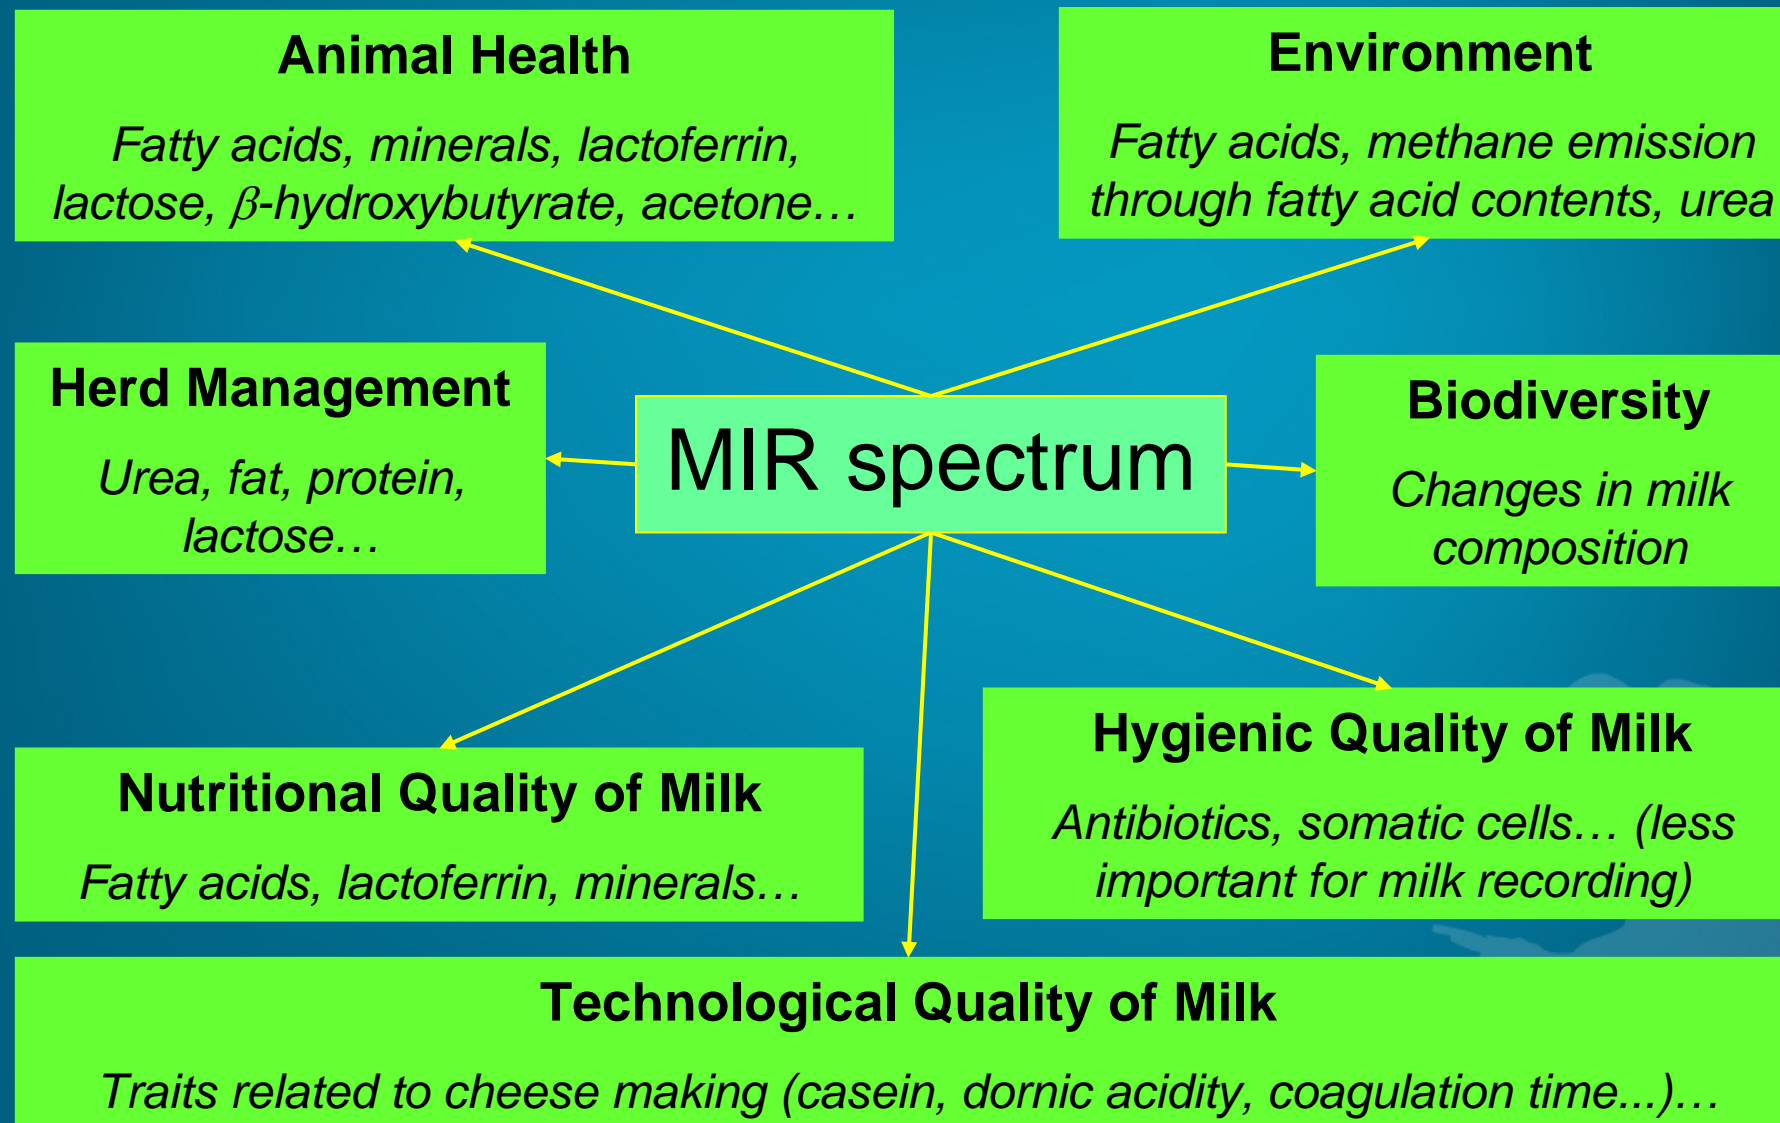 Animal Health
Fatty acids, minerals, lactoferrin,
lactose, β-hydroxybutyrate, acetone…
Environment
Fatty acids, methane emission
through fatty acid contents, urea
Herd Management
Urea, fat, protein,
lactose…
MIR spectrum
Biodiversity
Changes in milk
composition
Nutritional Quality of Milk
Fatty acids, lactoferrin, minerals…
Hygienic Quality of Milk
Antibiotics, somatic cells… (less
important for milk recording)
Technological Quality of Milk
Traits related to cheese making (casein, dornic acidity, coagulation time...)…